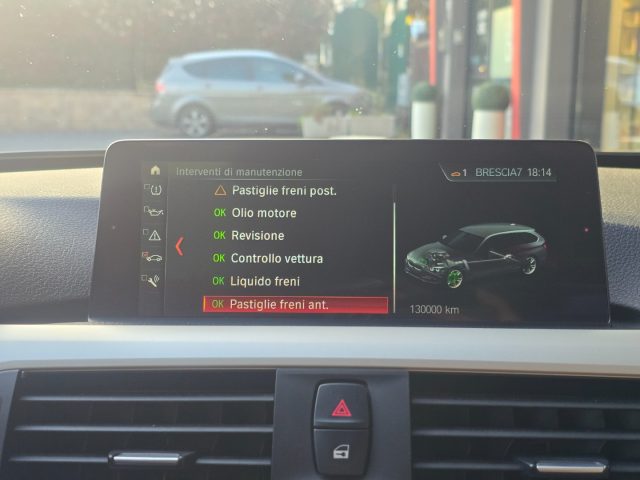 Interventi di manutenzione
1 BRESCIA7 18:14
Pastiglie freni post.
OK Olio motore
OK Revisione
OK Controllo vettura
OK Liquido freni
OK Pastiglie freni ant.
130000 km